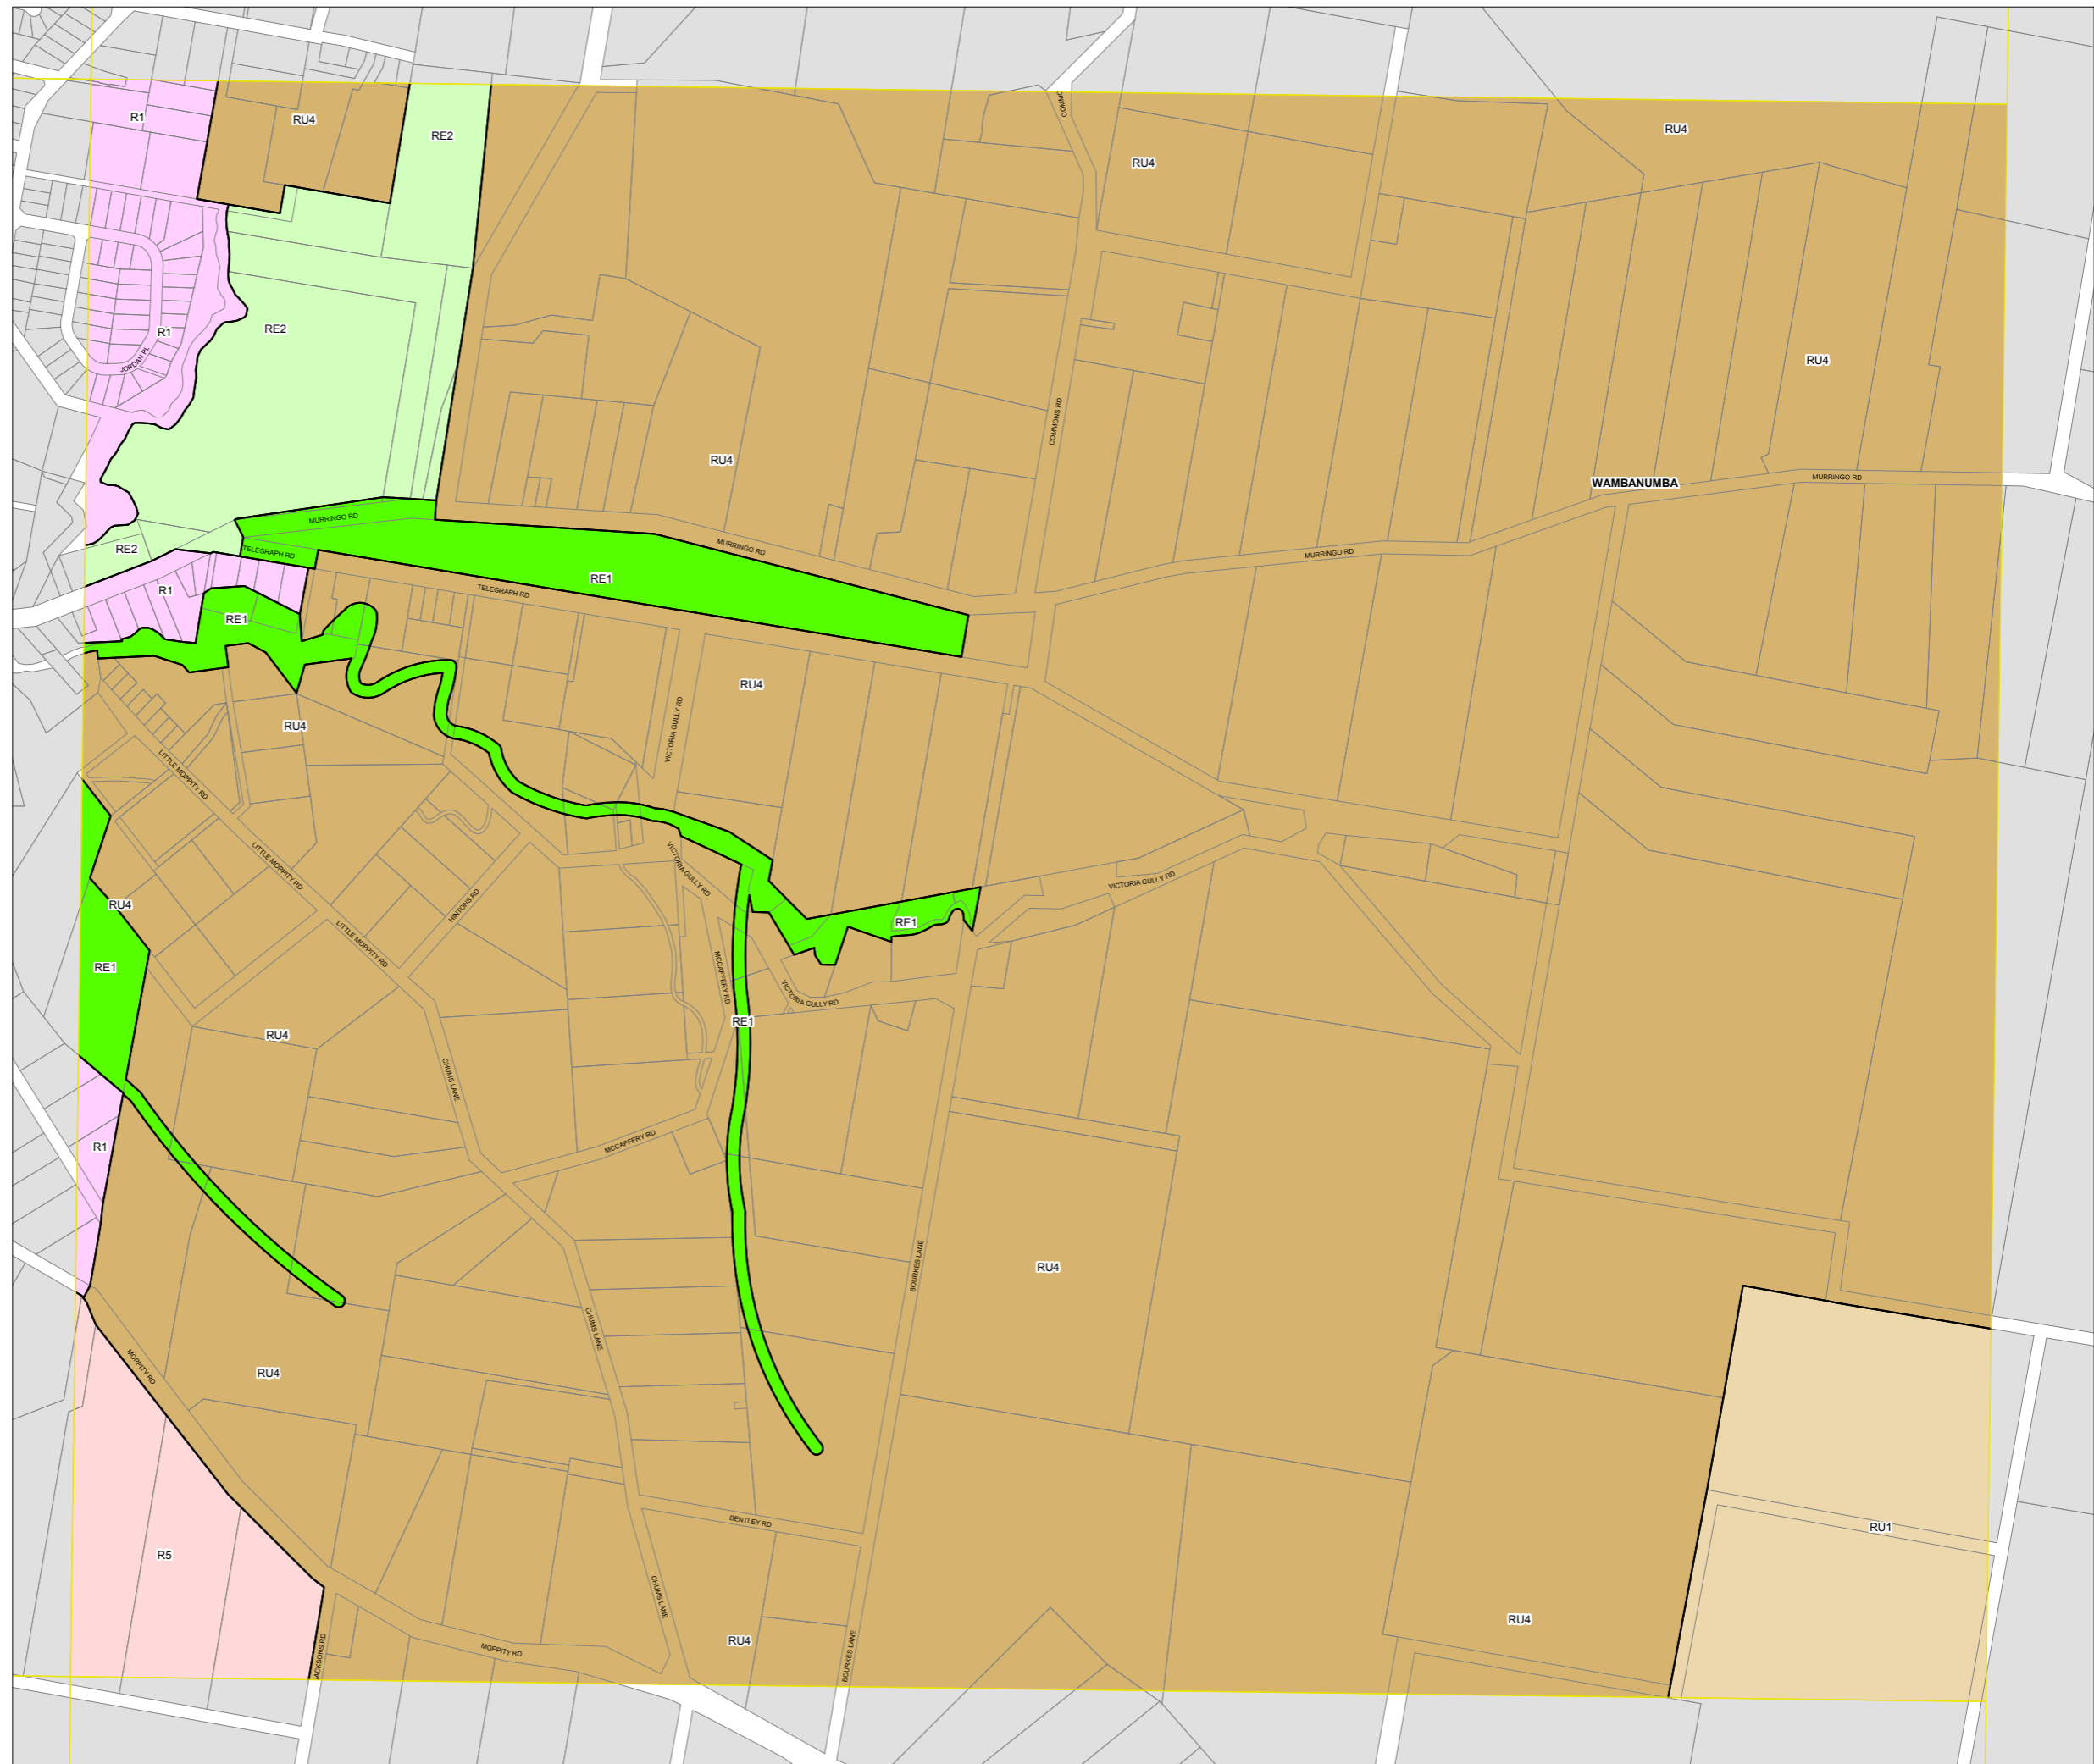 COMMC
R1
RU4
RU4
RE2
RU4
R1
RE2
JORDAN PL
RU4
COMMONS RD
RU4
WAMBANUMBA
MURRINGO RD
MURRINGO RD
MURRINGO RD
RE2
TELEGRAPH RD
MURRINGO RD
RE1
R1
TELEGRAPH RD
RE1
RU4
RU4
VICTORIA GULLY RD
LITTLE MOPPITY RD
LITTLE MOPPITY RD
VICTORIA GULLY RD
VICTORIA GULLY RD
RU4
HINTONS RD
RE1
LITTLE MOPPITY RD
RE1
MCCAFFERY RD
VICTORIA GULLY RD
RE1
RU4
CHUMS LANE
MCCAFFERY RD
R1
BOURKES LANE
RU4
CHUMS LANE
MOPPITY RD
RU4
BENTLEY RD
RU1
R5
CHUMS LANE
RU4
RU4
MOPPITY RD
JACKSONS RD
BOURKES LANE